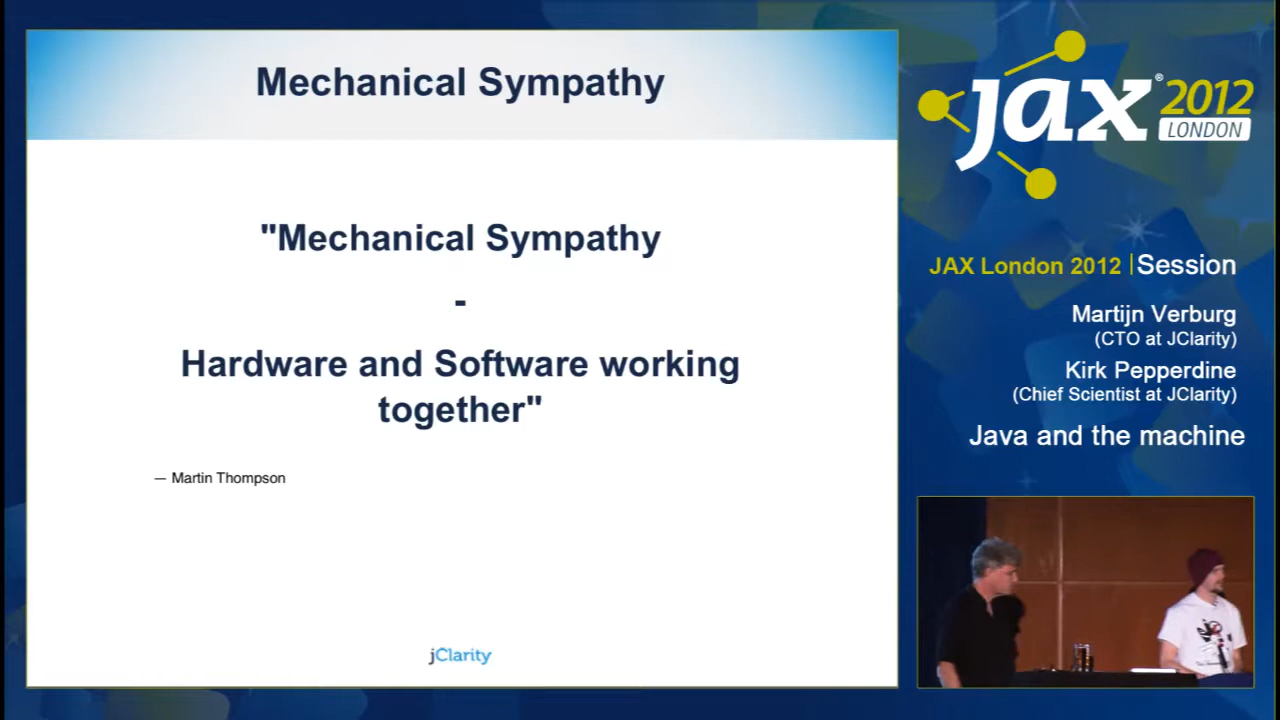 Mechanical Sympathy
"Mechanical Sympathy
-
Hardware and Software working
together"
— Martin Thompson
jClarity
jax® 2012
LONDON
JAX London 2012 | Session
Martijn Verburg
(CTO at JClarity)
Kirk Pepperdine
(Chief Scientist at JClarity)
Java and the machine